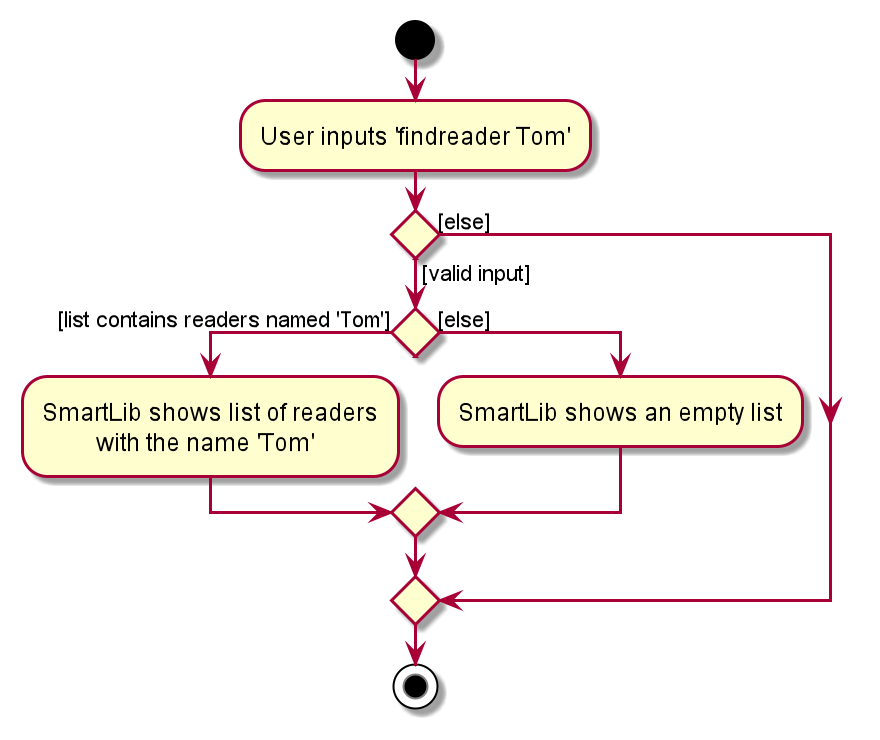 User inputs 'findreader Tom'
[else]
[valid input]
[list contains readers named 'Tom']
[else]
SmartLib shows list of readers
with the name 'Tom'
SmartLib shows an empty list